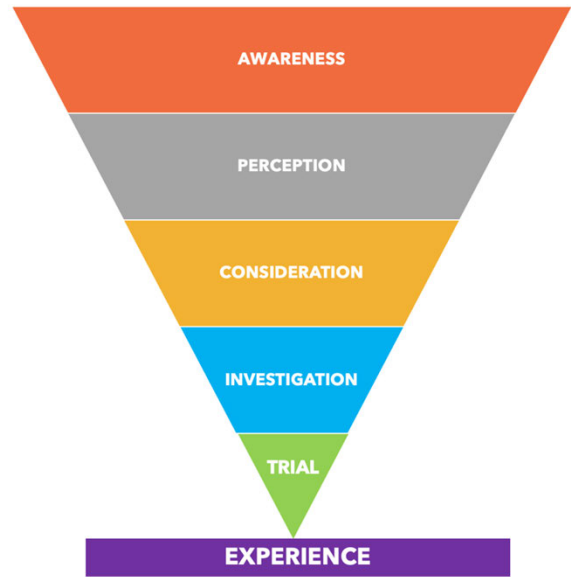 AWARENESS
PERCEPTION
CONSIDERATION
INVESTIGATION
TRIAL
EXPERIENCE